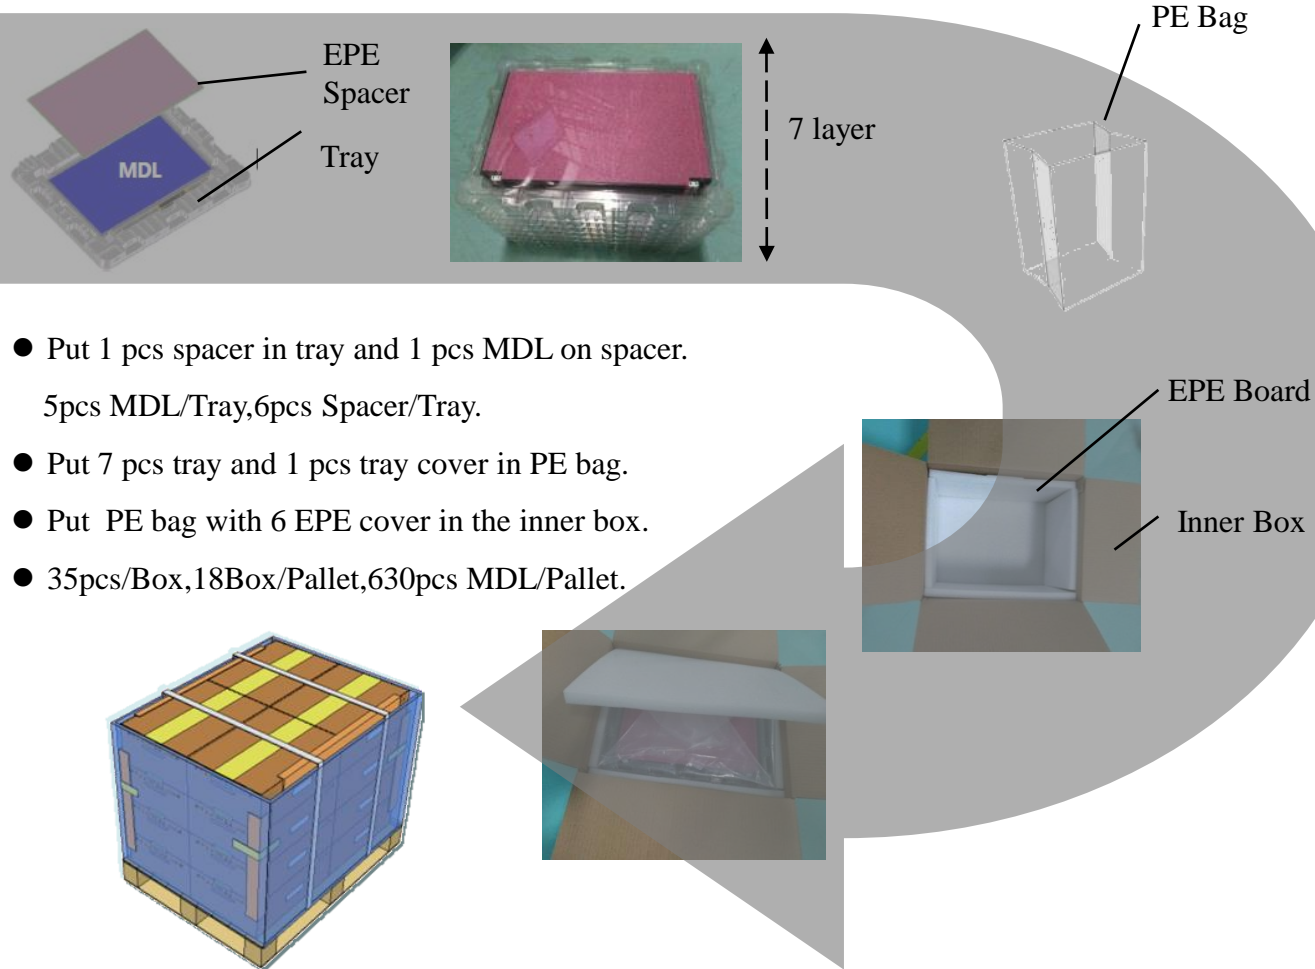 PE Bag
EPE
Spacer
Tray
MDL
7 layer
● Put 1 pcs spacer in tray and 1 pcs MDL on spacer.
5pcs MDL/Tray,6pcs Spacer/Tray.
● Put 7 pcs tray and 1 pcs tray cover in PE bag.
● Put  PE bag with 6 EPE cover in the inner box.
● 35pcs/Box,18Box/Pallet,630pcs MDL/Pallet.
EPE Board
Inner Box